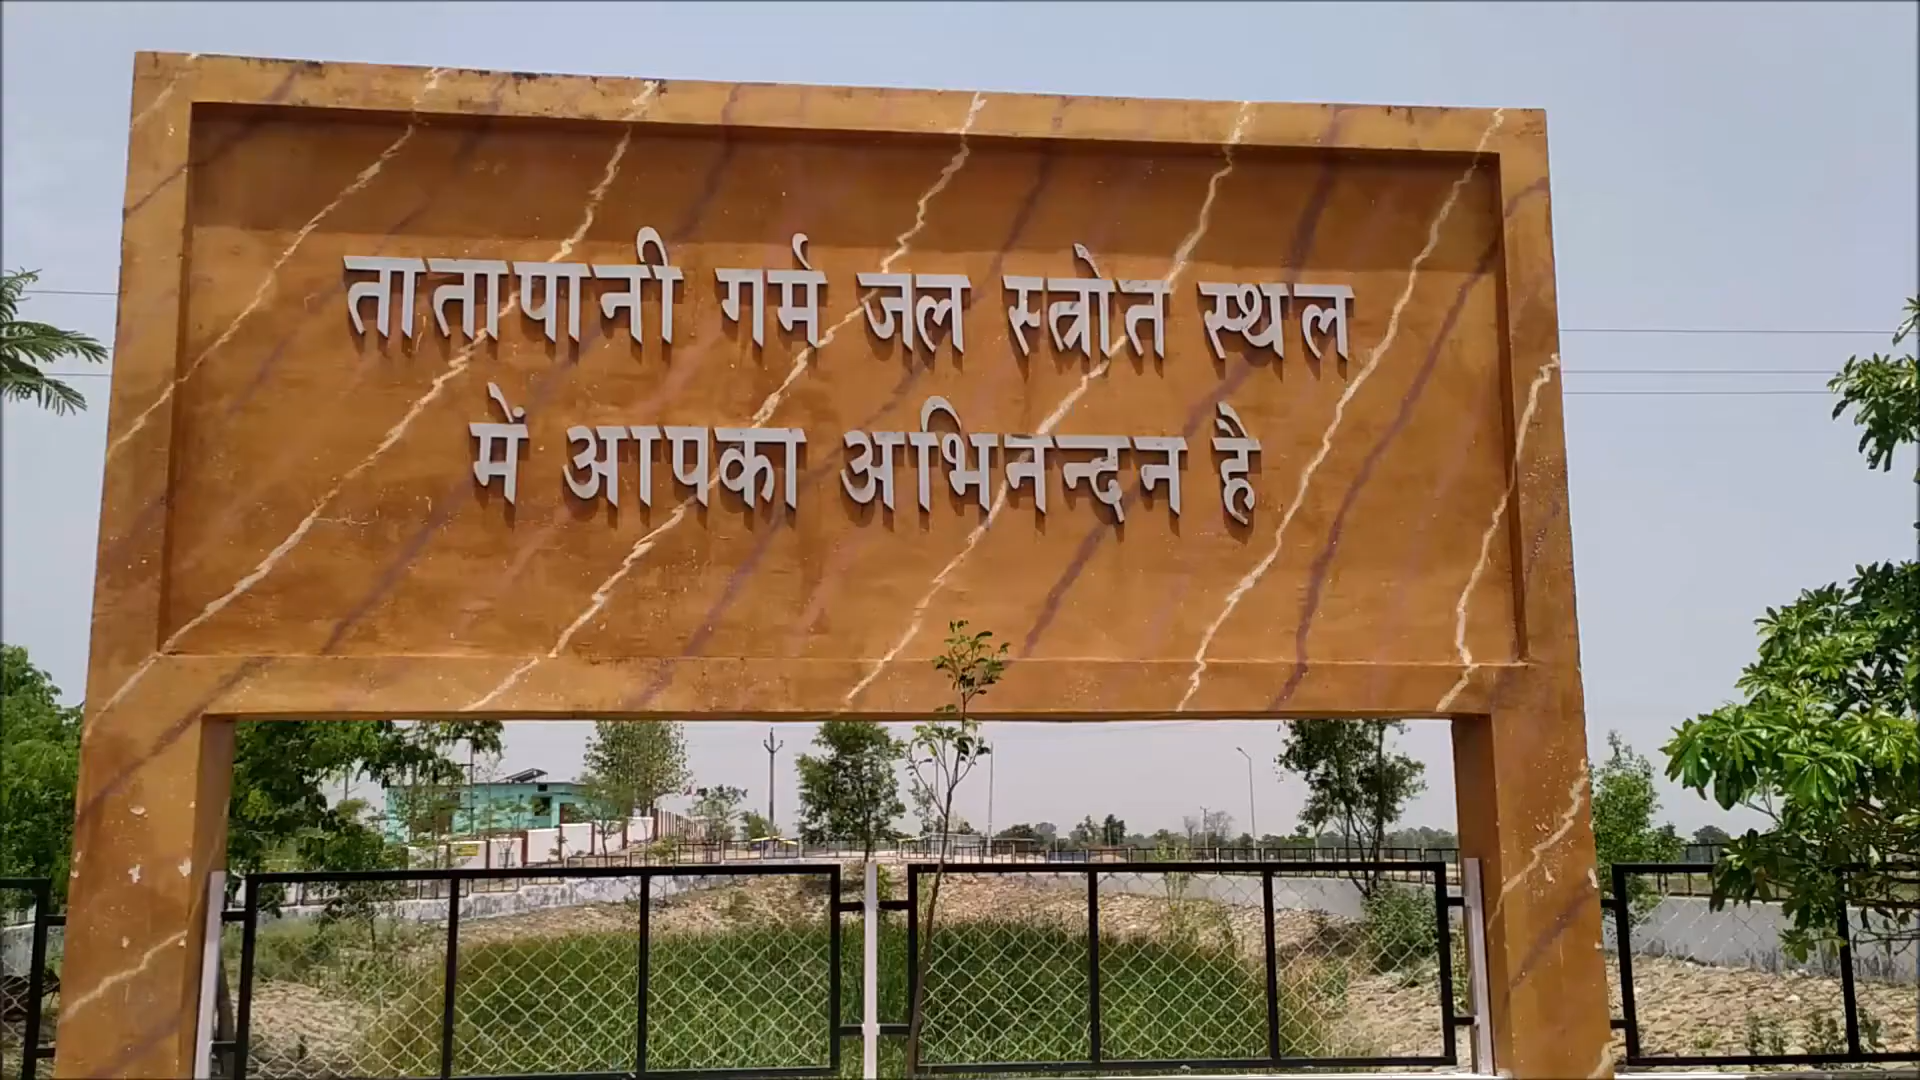 तातापानी गर्म जल स्त्रोत स्थल
में आपका अभिनन्दन है